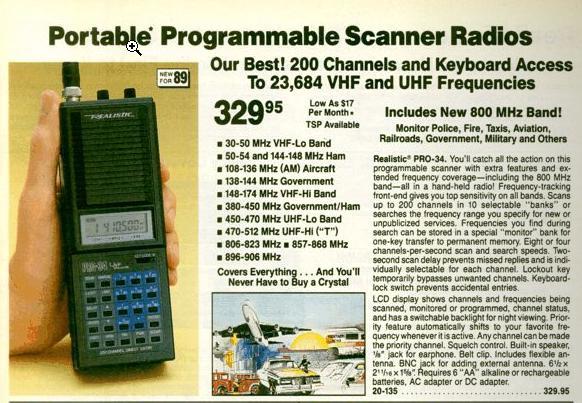 Portable* Programmable Scanner Radios
NEW
FOR 89
Our Best! 200 Channels and Keyboard Access
To 23,684 VHF and UHF Frequencies
329⁹⁵
Low As $17
Per Month•
TSP Available
■ 30-50 MHz VHF-Lo Band
■ 50-54 and 144-148 MHz Ham
■ 108-136 MHz (AM) Aircraft
■ 138-144 MHz Government
■ 148-174 MHz VHF-Hi Band
■ 380-450 MHz Government/Ham
■ 450-470 MHz UHF-Lo Band
■ 470-512 MHz UHF-Hi ("T")
■ 806-823 MHz ■ 857-868 MHz
■ 896-906 MHz
Covers Everything . . . And You'll
Never Have to Buy a Crystal
Includes New 800 MHz Band!
Monitor Police, Fire, Taxis, Aviation,
Railroads, Government, Military and Others
Realistic® PRO-34. You'll catch all the action on this
programmable scanner with extra features and ex-
tended frequency coverage—including the 800 MHz
band—all in a hand-held radio! Frequency-tracking
front-end gives you top sensitivity on all bands. Scans
up to 200 channels in 10 selectable "banks" or
searches the frequency range you specify for new or
unpublicized services. Frequencies you find during
search can be stored in a special "monitor" bank for
one-key transfer to permanent memory. Eight or four
channels-per-second scan and search speeds. Two-
second scan delay prevents missed replies and is indi-
vidually selectable for each channel. Lockout key
temporarily bypasses unwanted channels. Keyboard-
lock switch prevents accidental entries.
LCD display shows channels and frequencies being
scanned, monitored or programmed, channel status,
and has a switchable backlight for night viewing. Prior-
ity feature automatically shifts to your favorite fre-
quency whenever it is active. Any channel can be made
the priority channel. Squelch control. Built-in speaker,
⅛" jack for earphone. Belt clip. Includes flexible an-
tenna. BNC jack for adding external antenna. 6½ x
2¹¹⁄₁₆ x 1⅜". Requires 6 "AA" alkaline or rechargeable
batteries, AC adapter or DC adapter.
20-135 . . . . . . . . . . . . . . . . . . . . . . . . 329.95
REALISTIC
PRO-34